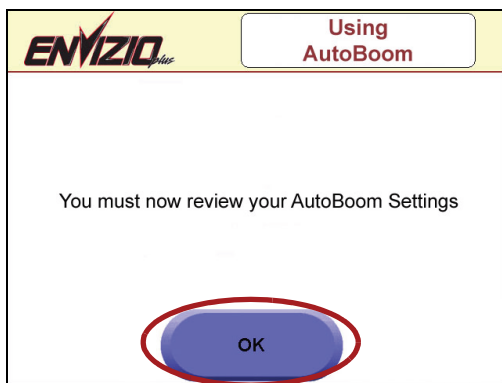 ENVIZIO plus
Using
AutoBoom
You must now review your AutoBoom Settings
OK